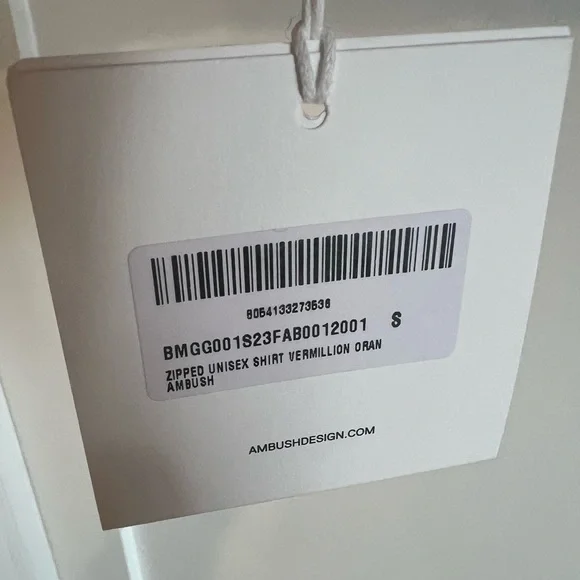 8054133273536
BMGG001S23FAB0012001 S
ZIPPED UNISEX SHIRT VERMILLION ORAN
AMBUSH
AMBUSHDESIGN.COM